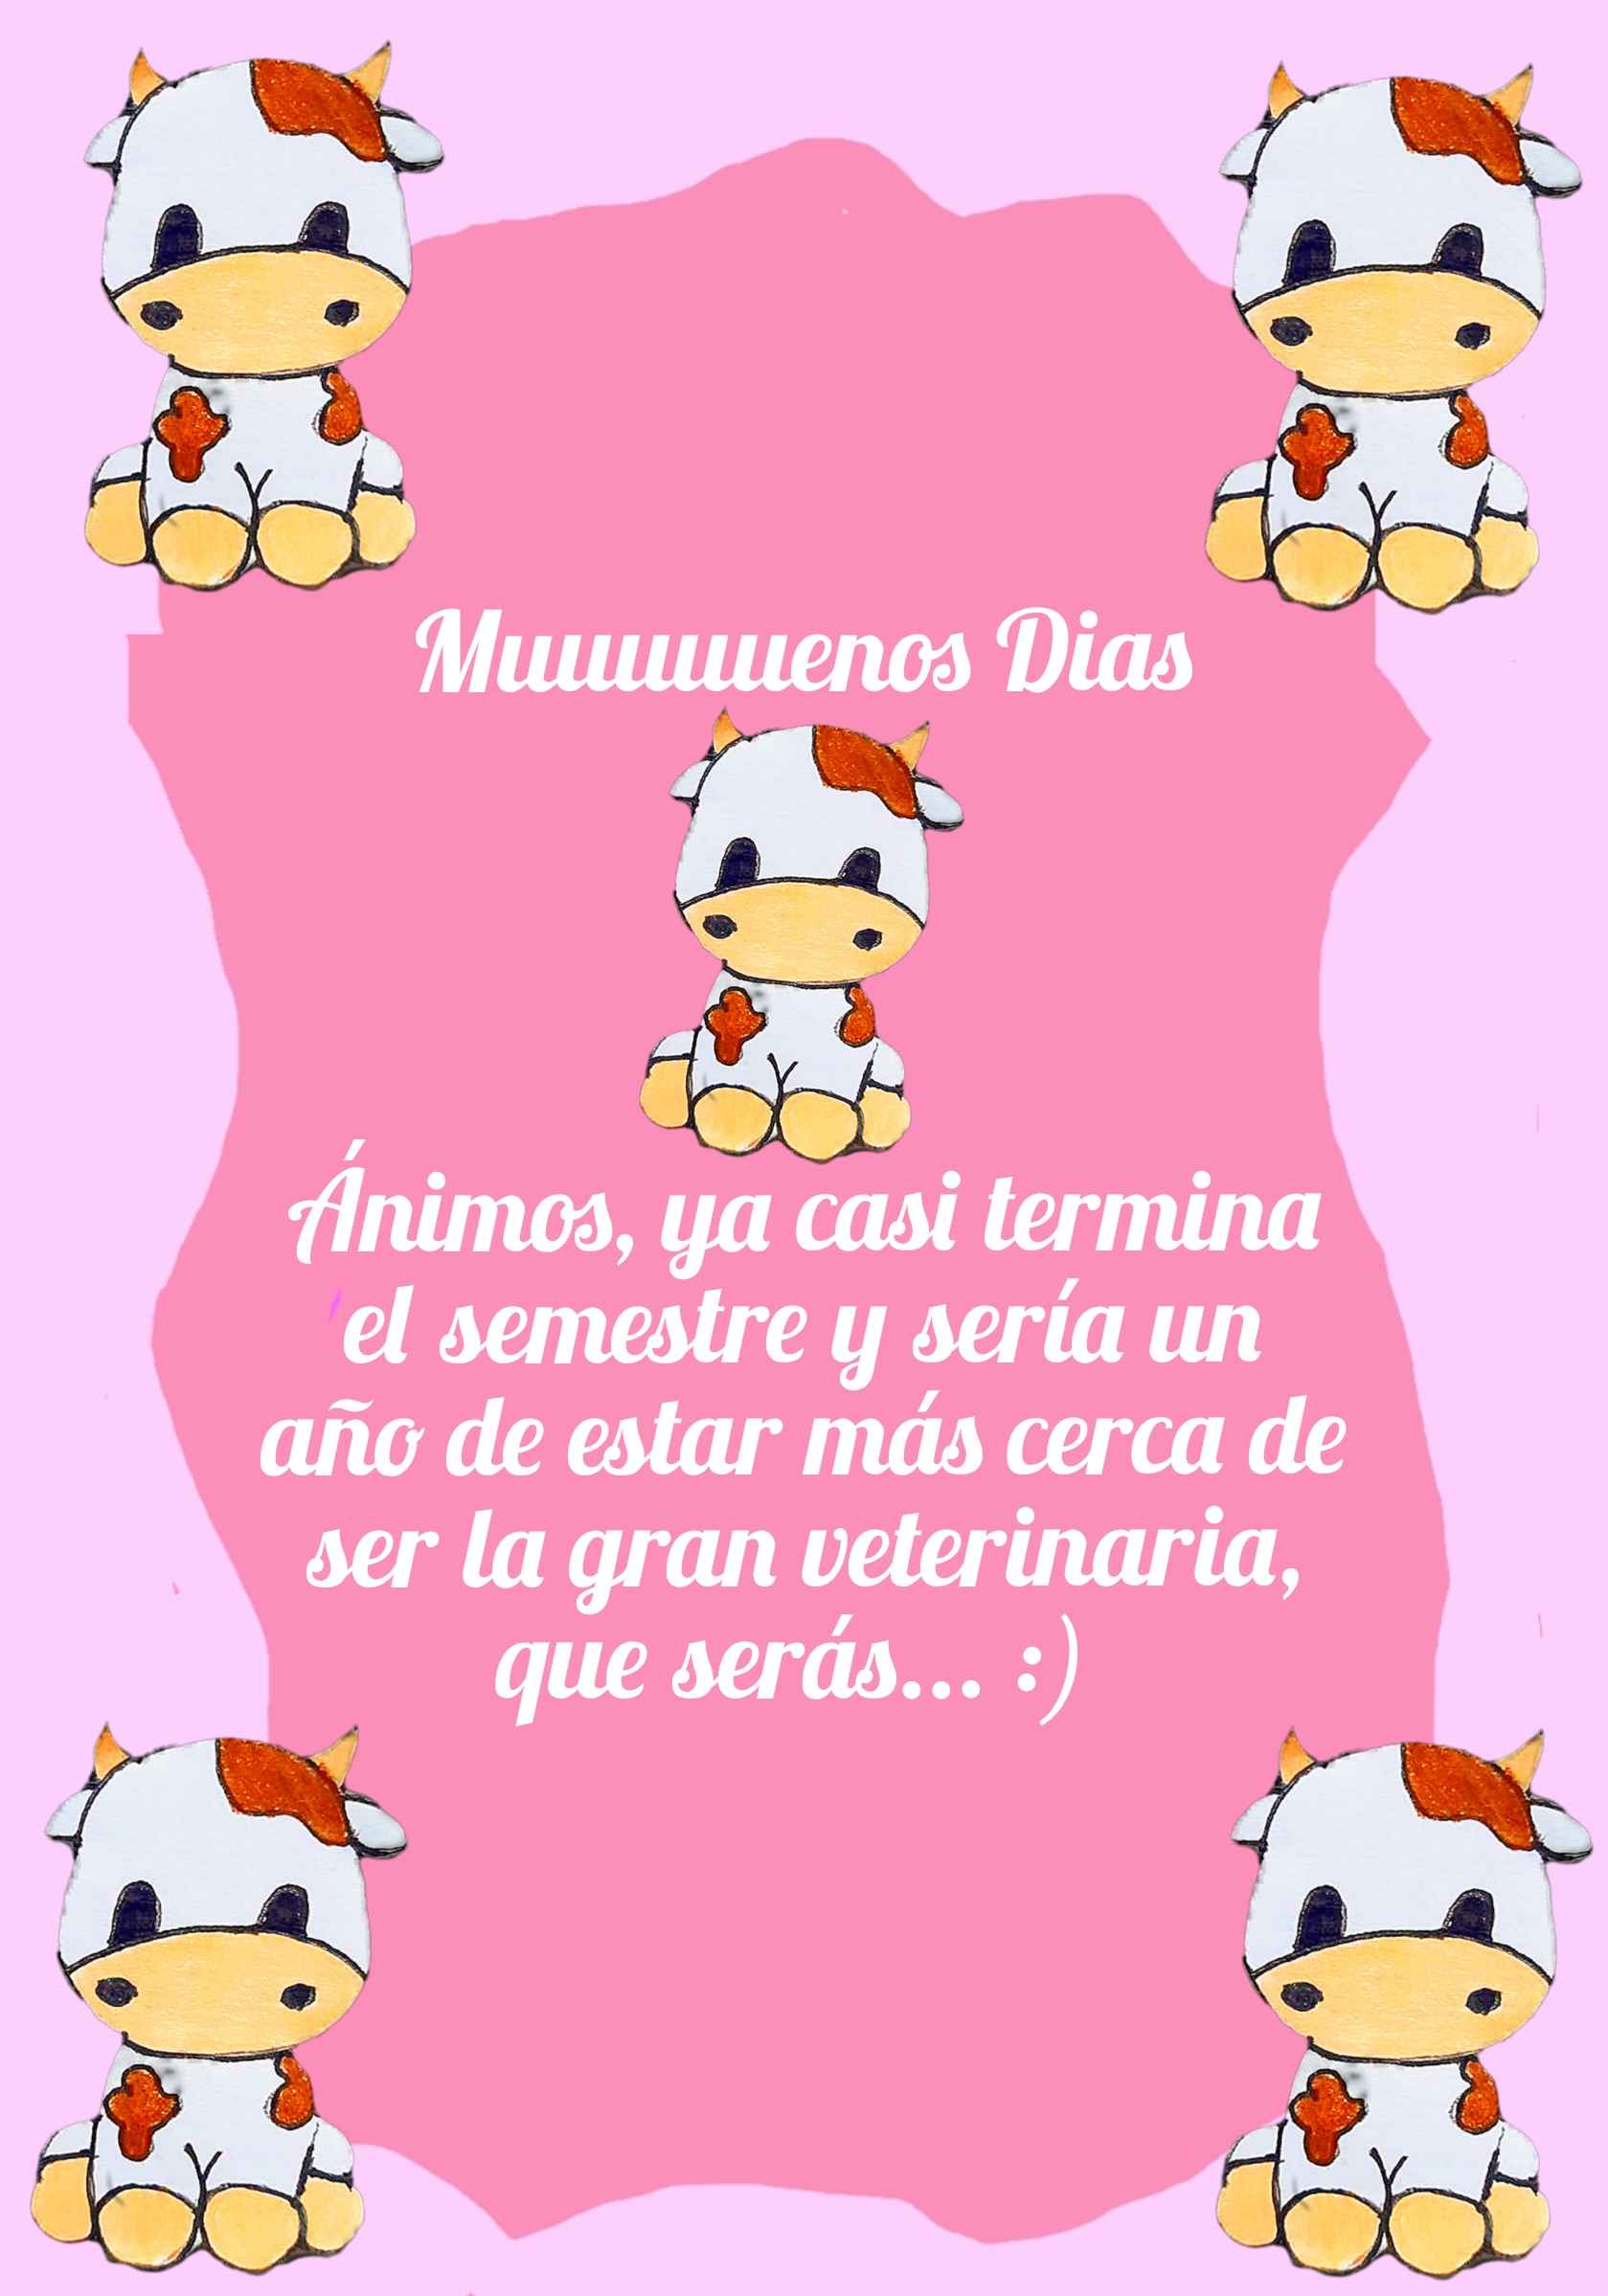 Muuuuuuenos Dias
Ánimos, ya casi termina
el semestre y sería un
año de estar más cerca de
ser la gran veterinaria,
que serás... :)